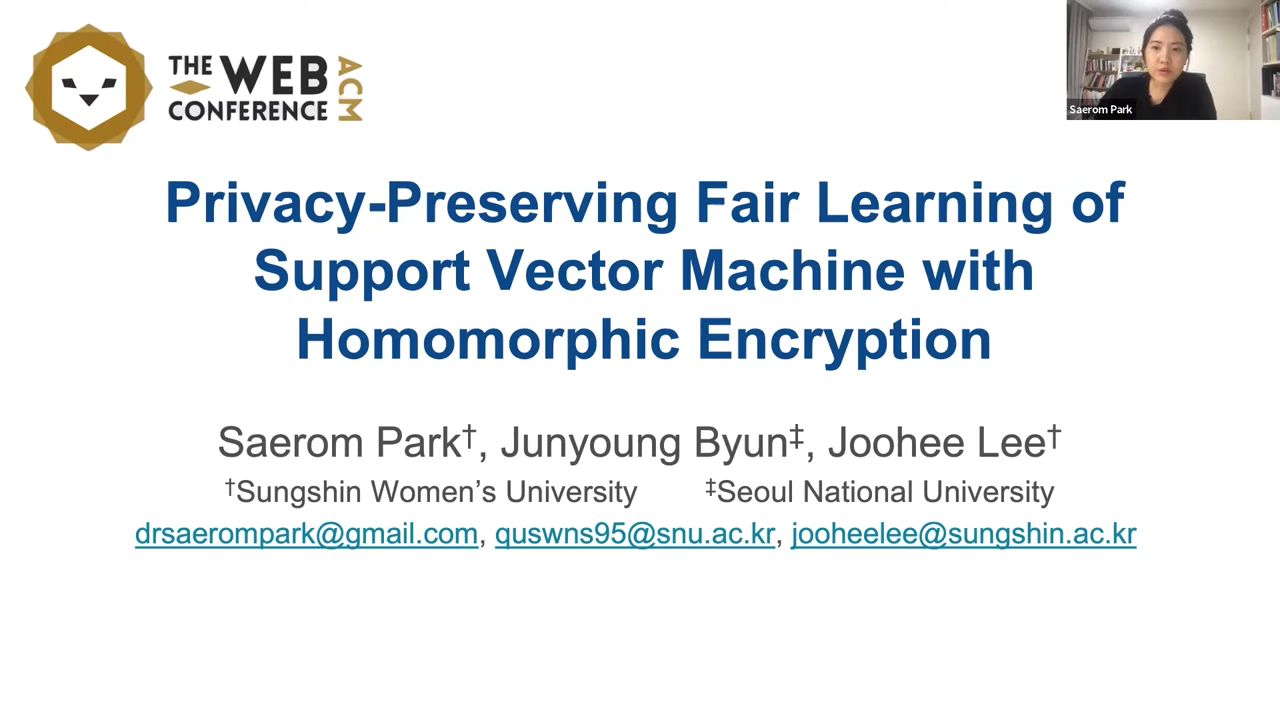 THE WEB CONFERENCE ACM
Saerom Park
Privacy-Preserving Fair Learning of
Support Vector Machine with
Homomorphic Encryption
Saerom Park†, Junyoung Byun‡, Joohee Lee†
†Sungshin Women’s University ‡Seoul National University
drsaerompark@gmail.com, quswns95@snu.ac.kr, jooheelee@sungshin.ac.kr